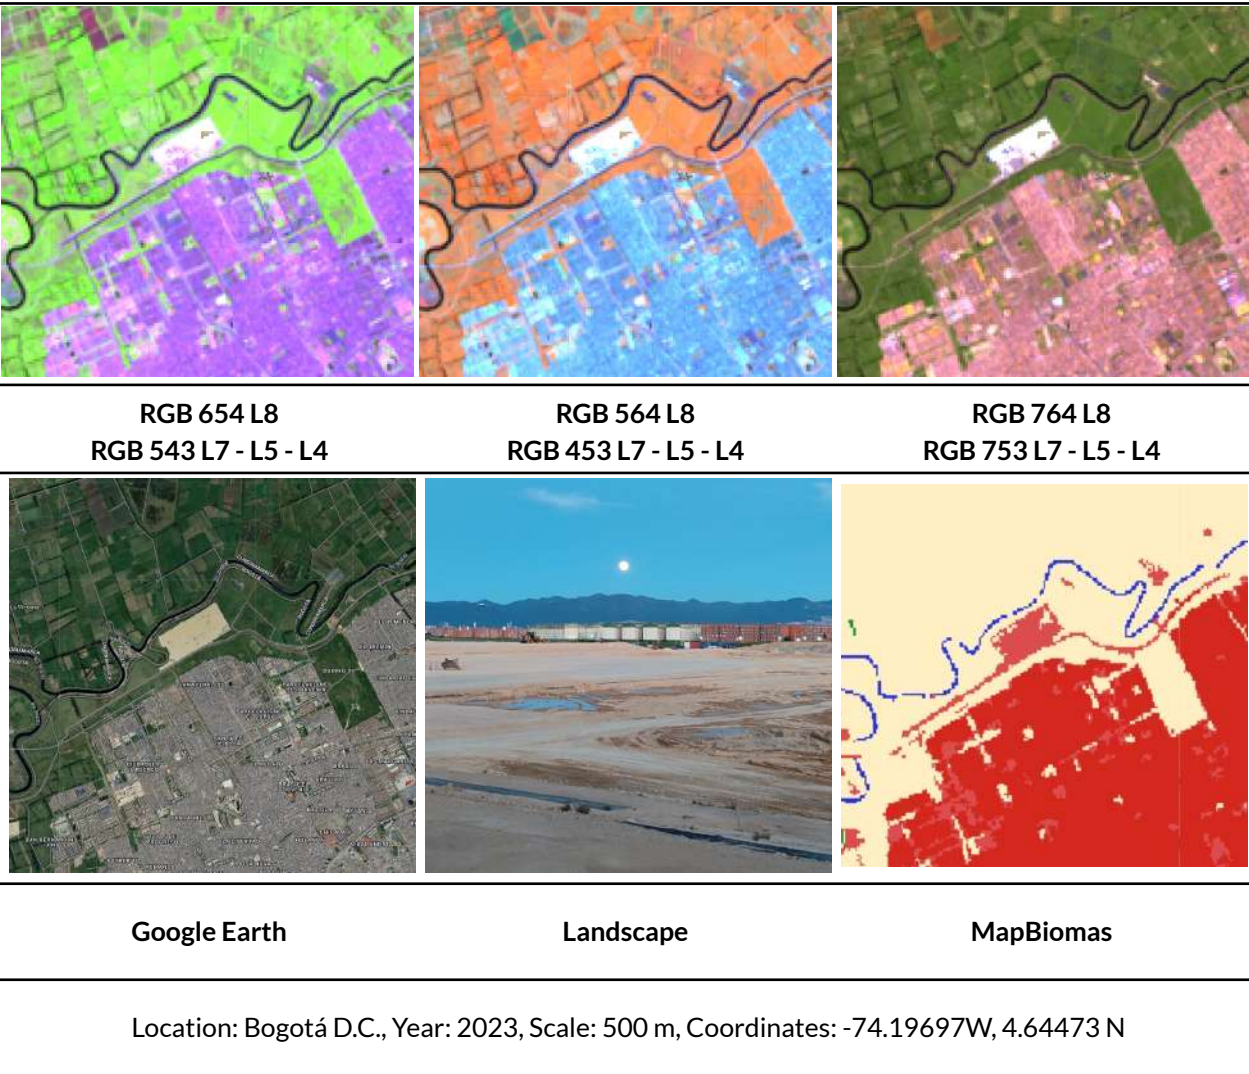 RGB 654 L8
RGB 543 L7 - L5 - L4
RGB 564 L8
RGB 453 L7 - L5 - L4
RGB 764 L8
RGB 753 L7 - L5 - L4
Google Earth
Landscape
MapBiomas
Location: Bogotá D.C., Year: 2023, Scale: 500 m, Coordinates: -74.19697W, 4.64473 N